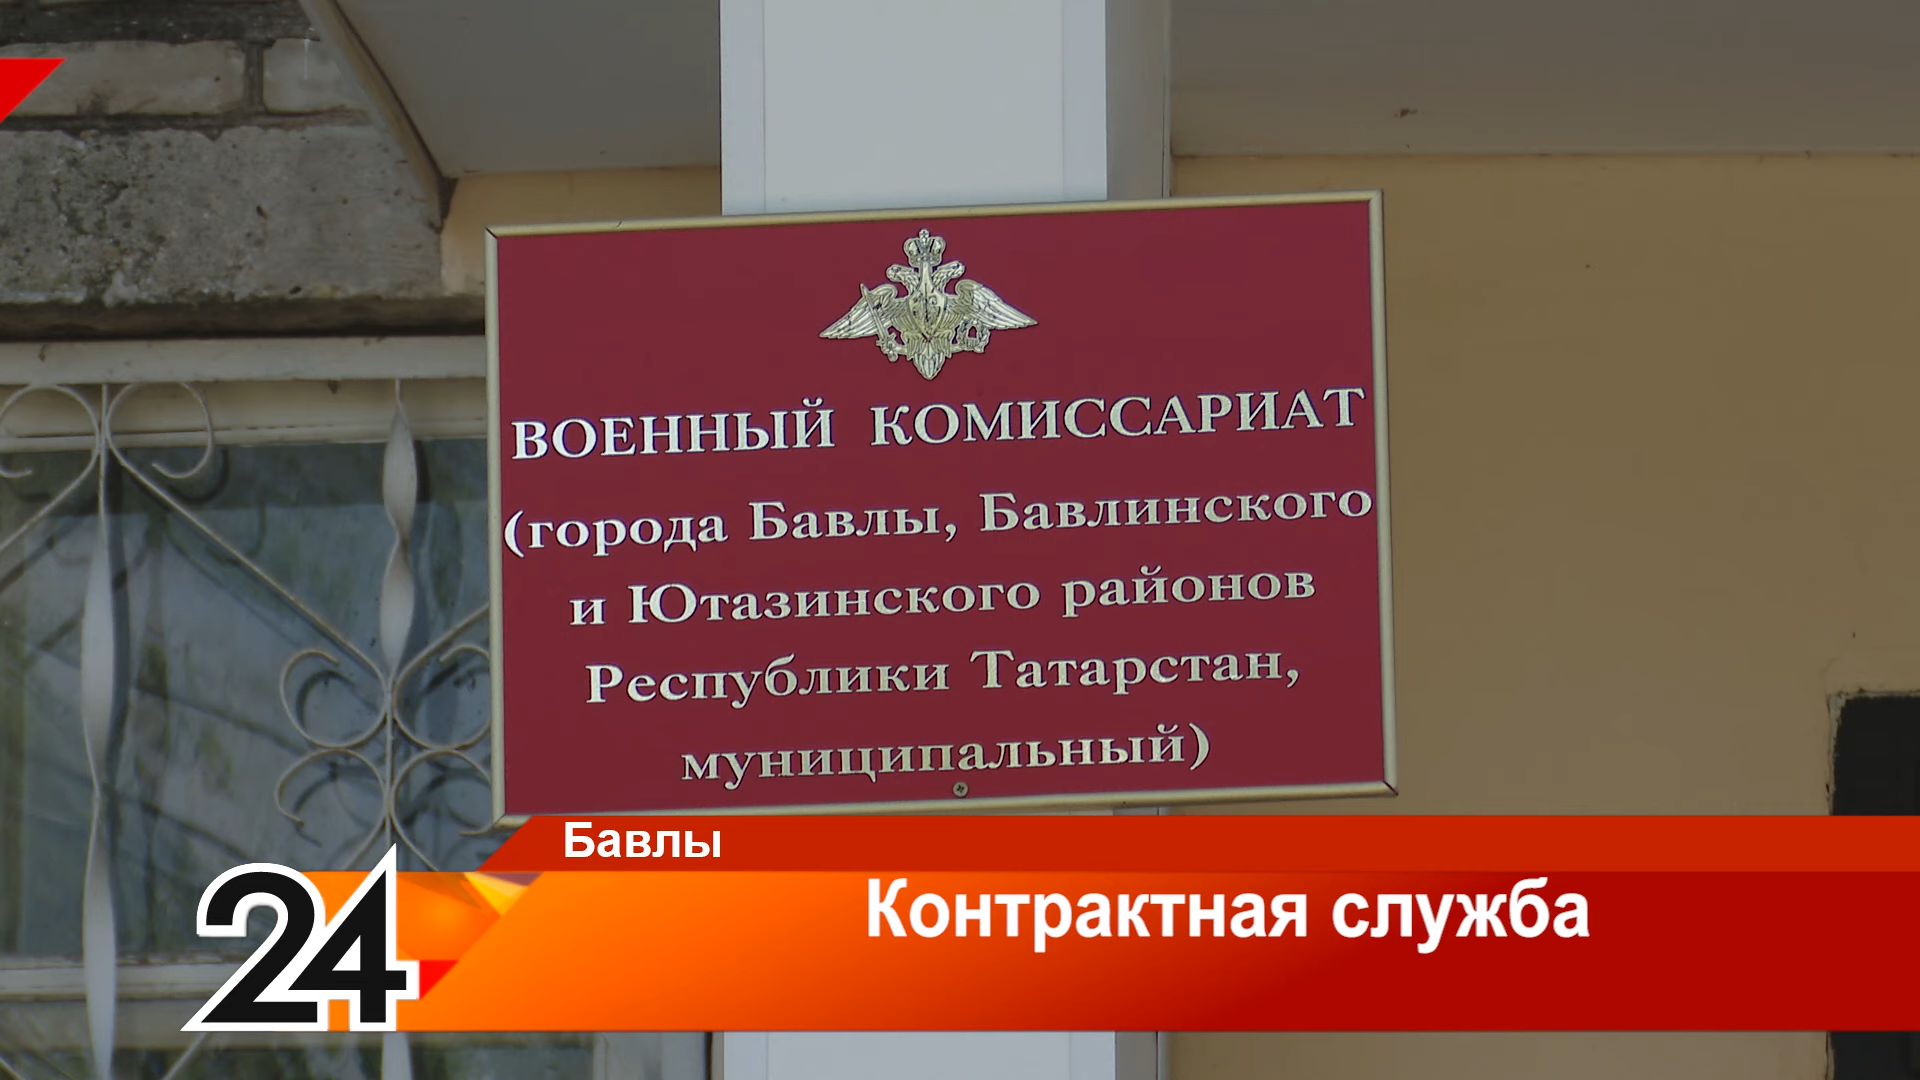 ВОЕННЫЙ КОМИССАРИАТ
(города Бавлы, Бавлинского
и Ютазинского районов
Республики Татарстан,
муниципальный)
Бавлы
24
Контрактная служба